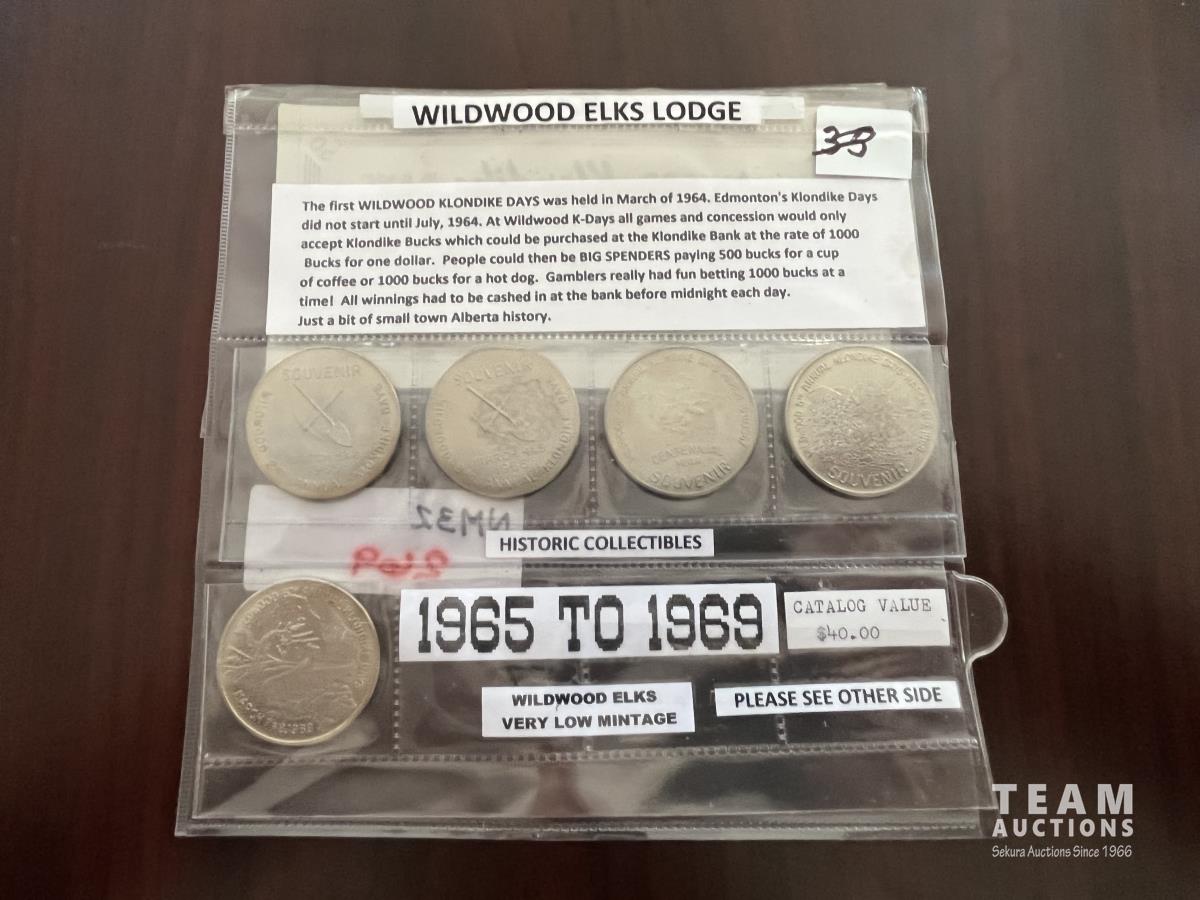 WILDWOOD ELKS LODGE
The first WILDWOOD KLONDIKE DAYS was held in March of 1964. Edmonton's Klondike Days
did not start until July, 1964. At Wildwood K-Days all games and concession would only
accept Klondike Bucks which could be purchased at the Klondike Bank at the rate of 1000
Bucks for one dollar. People could then be BIG SPENDERS paying 500 bucks for a cup
of coffee or 1000 bucks for a hot dog. Gamblers really had fun betting 1000 bucks at a
time! All winnings had to be cashed in at the bank before midnight each day.
Just a bit of small town Alberta history.
SOUVENIR
SOUVENIR
CENTENNIAL
SOUVENIR
SOUVENIR
NM32
HISTORIC COLLECTIBLES
1965 TO 1969
CATALOG VALUE
$40.00
WILDWOOD ELKS
VERY LOW MINTAGE
PLEASE SEE OTHER SIDE
TEAM
AUCTIONS
Sekura Auctions Since 1966